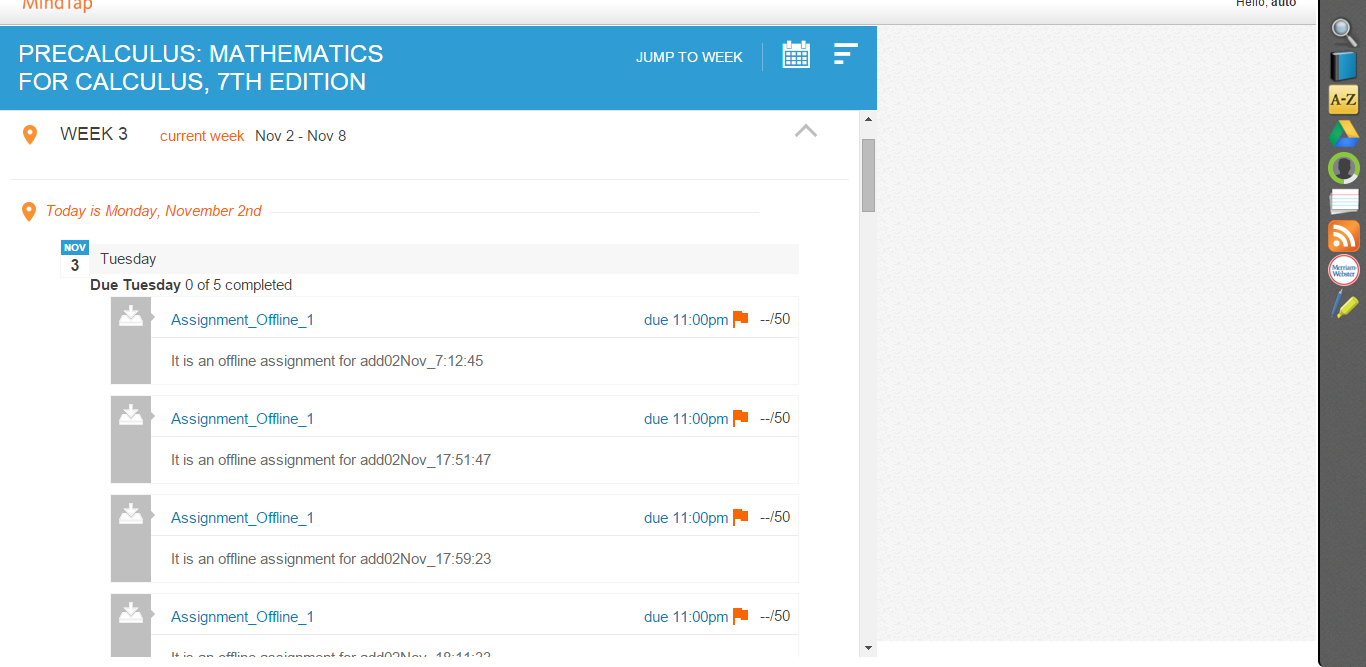 MindTap
Hello, auto
PRECALCULUS: MATHEMATICS
FOR CALCULUS, 7TH EDITION
JUMP TO WEEK
WEEK 3 current week Nov 2 - Nov 8
Today is Monday, November 2nd
NOV
3
Tuesday
Due Tuesday 0 of 5 completed
Assignment_Offline_1 due 11:00pm --/50
It is an offline assignment for add02Nov_7:12:45
Assignment_Offline_1 due 11:00pm --/50
It is an offline assignment for add02Nov_17:51:47
Assignment_Offline_1 due 11:00pm --/50
It is an offline assignment for add02Nov_17:59:23
Assignment_Offline_1 due 11:00pm --/50
It is an offline assignment for add02Nov_18:11:33
A-Z
Merriam-
Webster